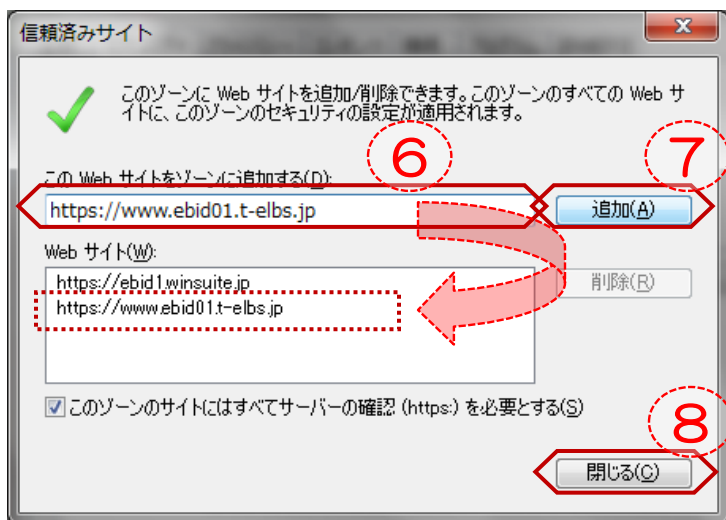 信頼済みサイト
このゾーンに Web サイトを追加/削除できます。このゾーンのすべての Web サ
イトに、このゾーンのセキュリティの設定が適用されます。
6
7
この Web サイトをゾーンに追加する(D):
https://www.ebid01.t-elbs.jp
追加(A)
Web サイト(W):
https://ebid1.winsuite.jp
削除(R)
https://www.ebid01.t-elbs.jp
このゾーンのサイトにはすべてサーバーの確認 (https:) を必要とする(S)
8
閉じる(C)